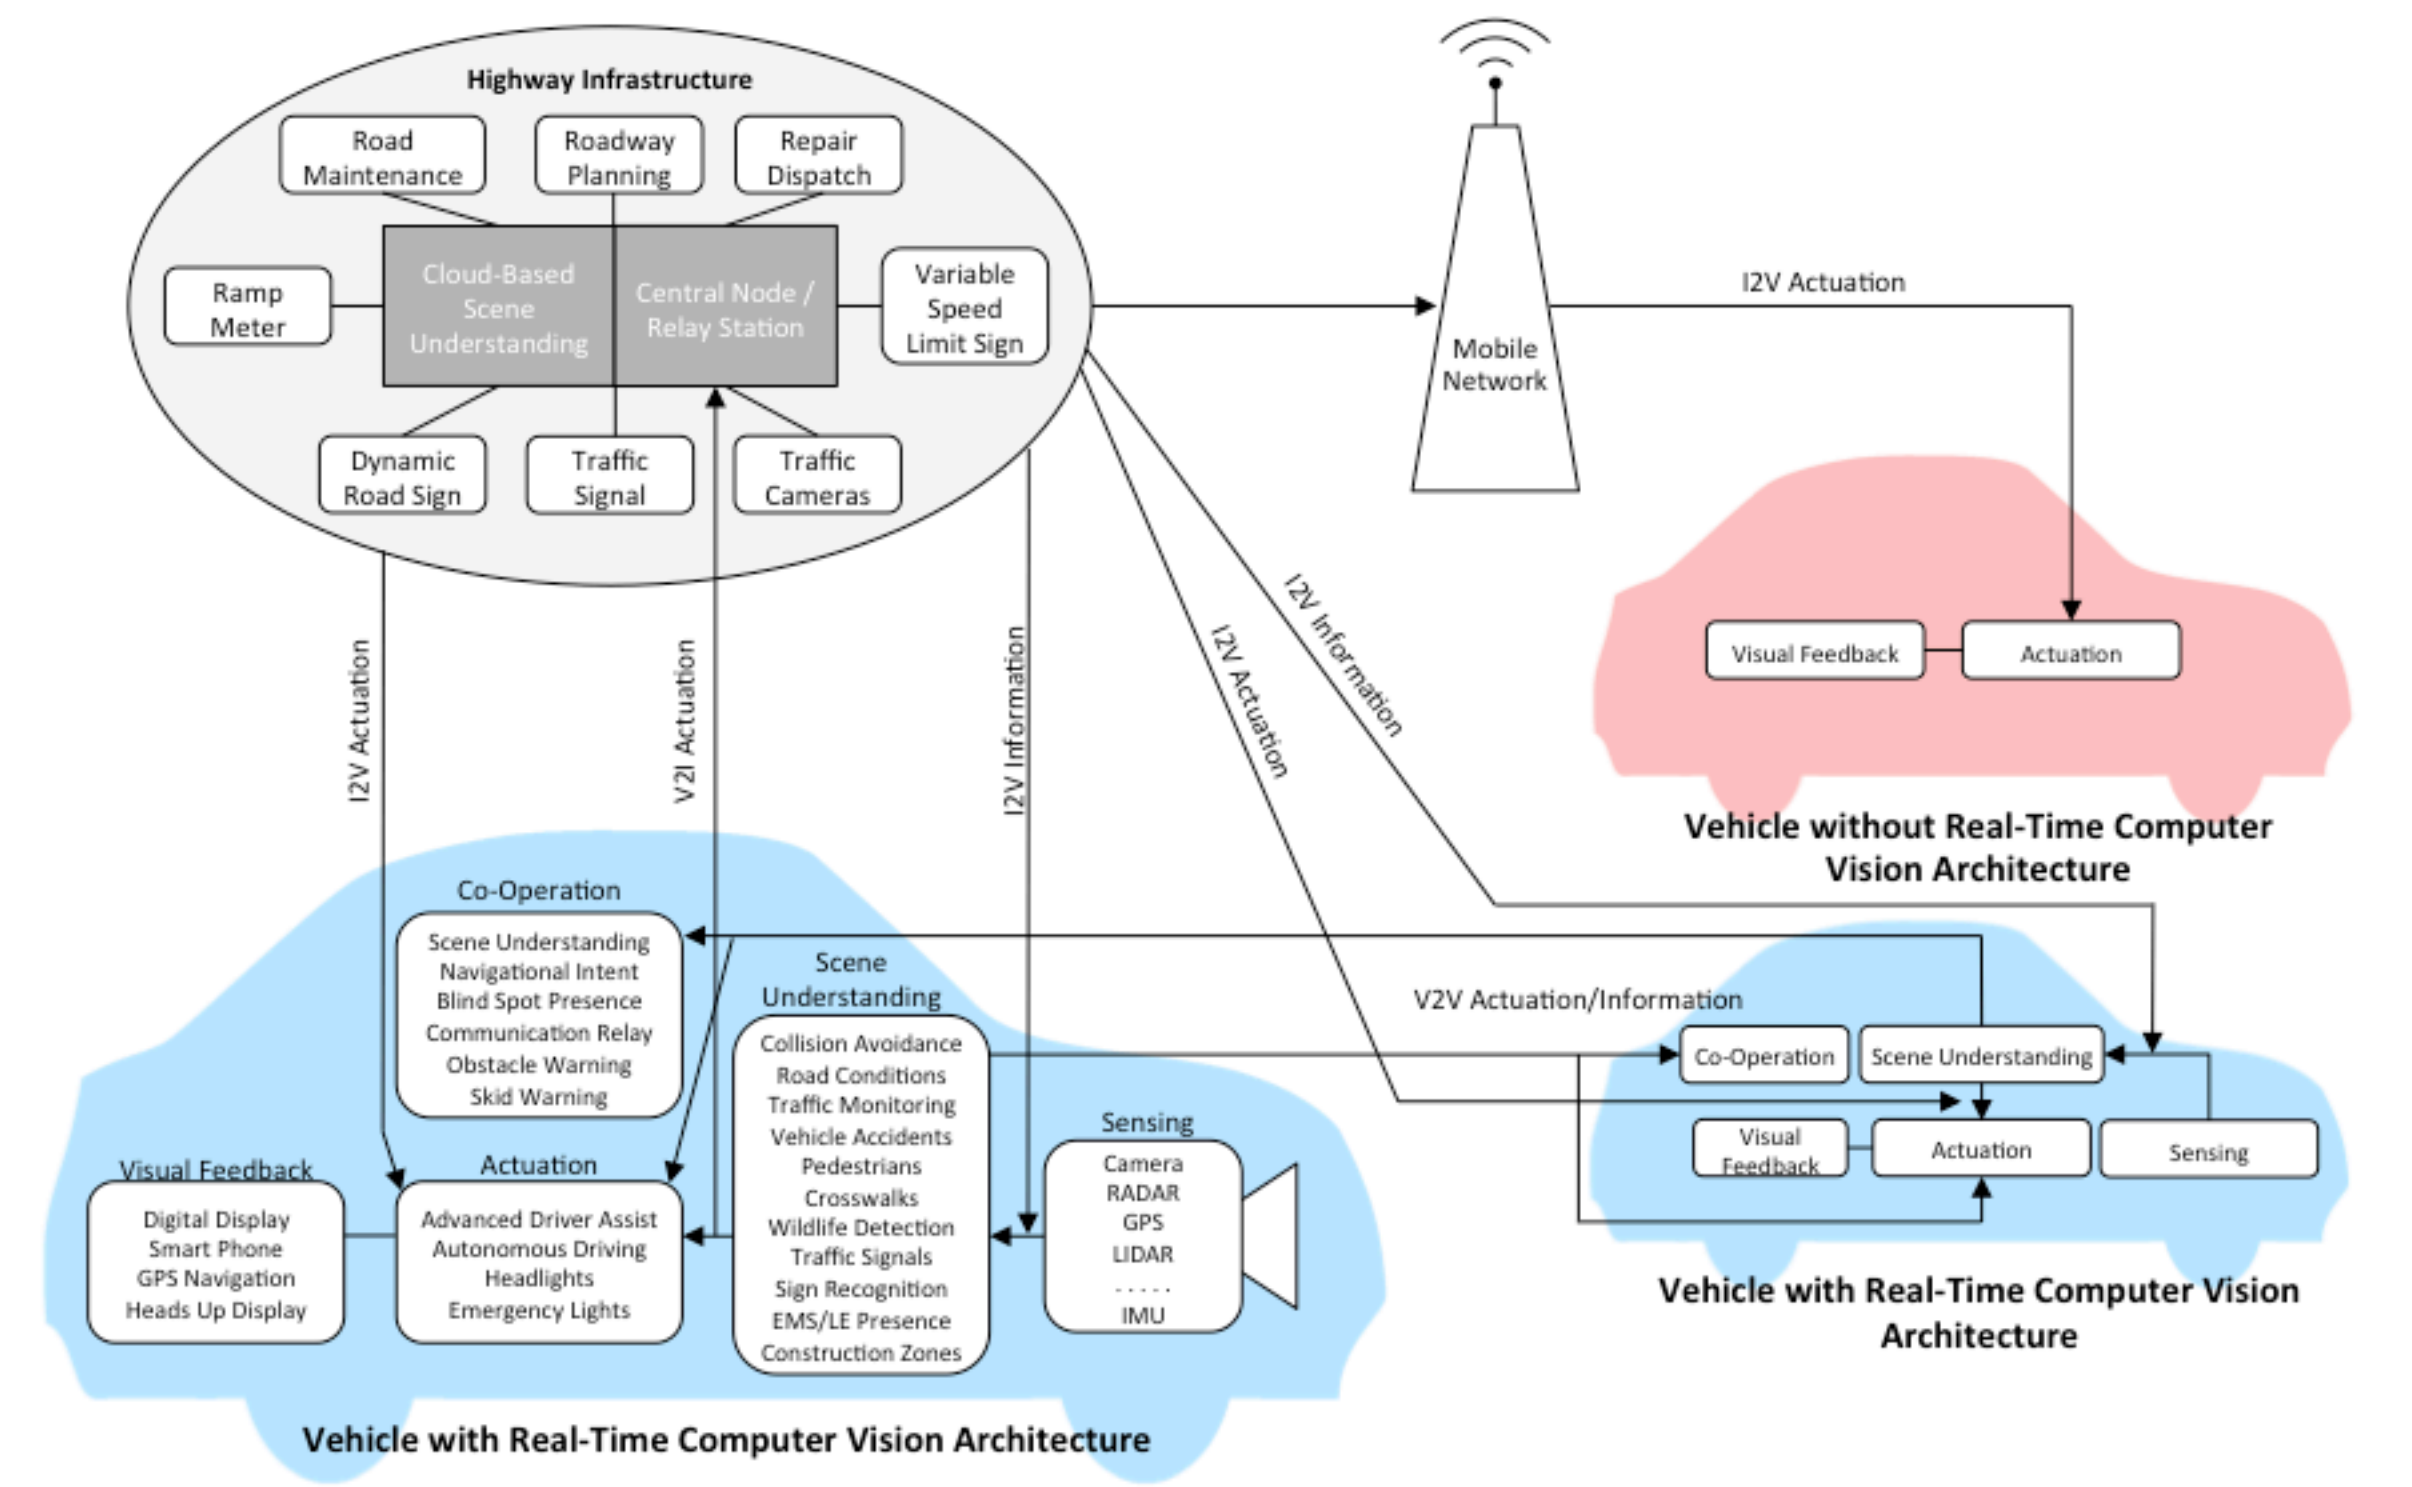 Highway Infrastructure
Road
Maintenance
Roadway
Planning
Repair
Dispatch
Ramp
Meter
Cloud-Based
Scene
Understanding
Central Node /
Relay Station
Variable
Speed
Limit Sign
Dynamic
Road Sign
Traffic
Signal
Traffic
Cameras
Mobile
Network
I2V Actuation
Visual Feedback
Actuation
Vehicle without Real-Time Computer
Vision Architecture
I2V Actuation
V2I Actuation
I2V Information
I2V Actuation
I2V Information
Co-Operation
Scene Understanding
Navigational Intent
Blind Spot Presence
Communication Relay
Obstacle Warning
Skid Warning
Scene
Understanding
Collision Avoidance
Road Conditions
Traffic Monitoring
Vehicle Accidents
Pedestrians
Crosswalks
Wildlife Detection
Traffic Signals
Sign Recognition
EMS/LE Presence
Construction Zones
Sensing
Camera
RADAR
GPS
LIDAR
. . . . .
IMU
Visual Feedback
Digital Display
Smart Phone
GPS Navigation
Heads Up Display
Actuation
Advanced Driver Assist
Autonomous Driving
Headlights
Emergency Lights
Vehicle with Real-Time Computer Vision Architecture
V2V Actuation/Information
Co-Operation
Scene Understanding
Visual
Feedback
Actuation
Sensing
Vehicle with Real-Time Computer Vision
Architecture